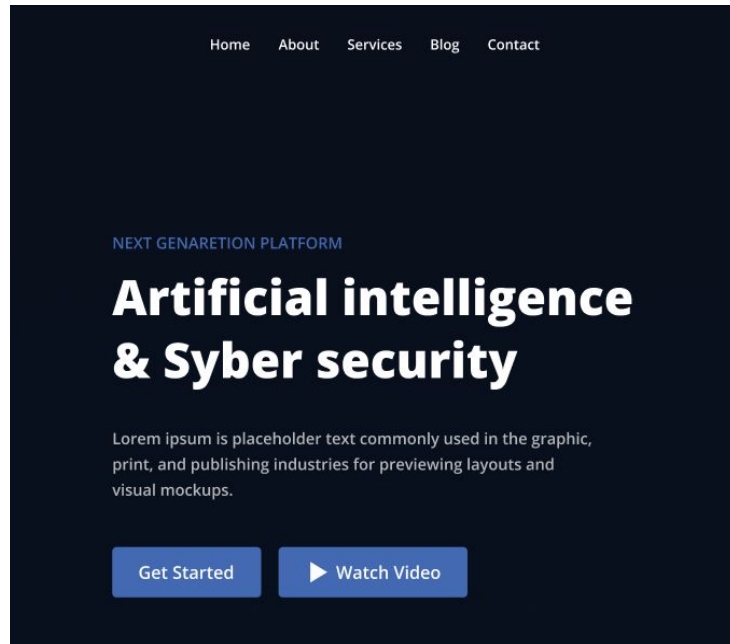 Home About Services Blog Contact
NEXT GENARETION PLATFORM
Artificial intelligence
& Syber security
Lorem ipsum is placeholder text commonly used in the graphic,
print, and publishing industries for previewing layouts and
visual mockups.
Get Started Watch Video